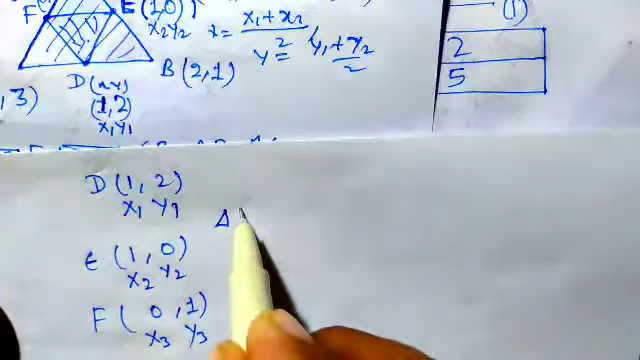 F E (1,0)
x2 y2
x = x1 + x2 / 2 , y = y1 + y2 / 2
(1)
2
5
D (x,y)
B (2,1)
, 3)
(1,2)
x1 y1
D (1, 2)
x1 y1
Δ
E (1, 0)
x2 y2
F ( 0 , 1)
x3 y3